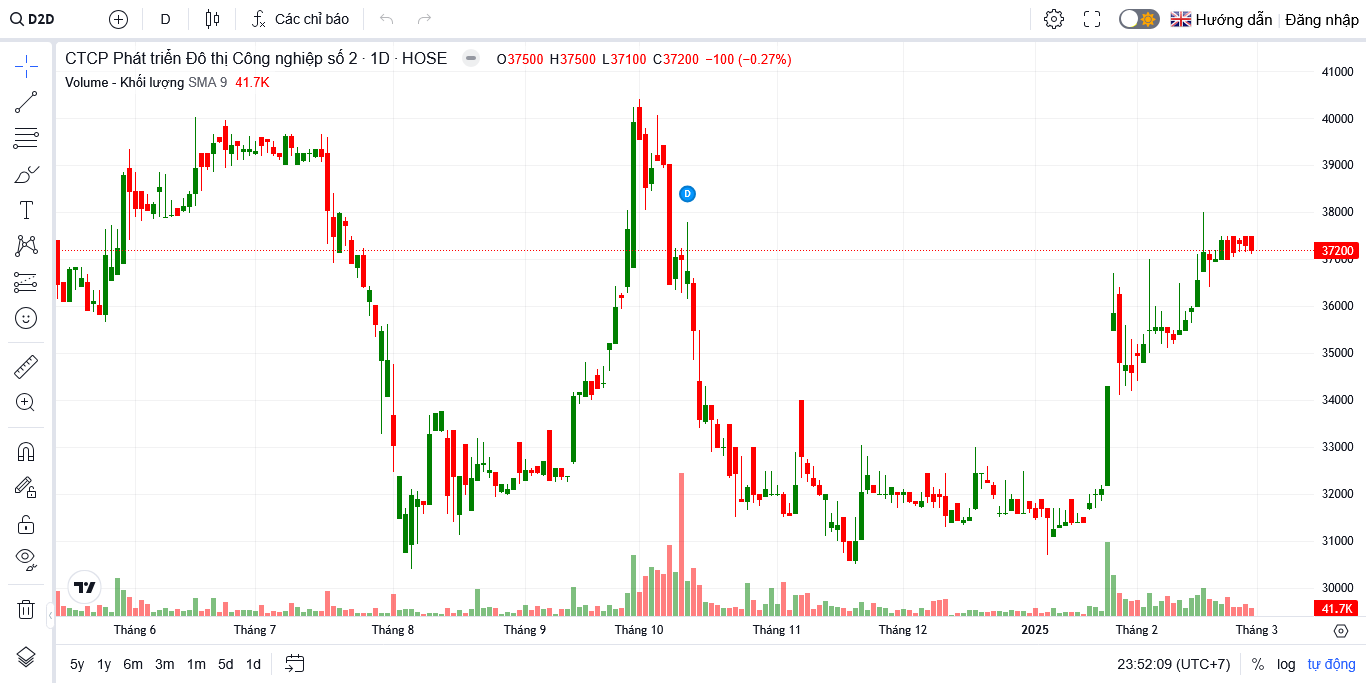 D2D D Các chỉ báo Hướng dẫn Đăng nhập
CTCP Phát triển Đô thị Công nghiệp số 2 · 1D · HOSE O37500 H37500 L37100 C37200 −100 (−0.27%)
Volume - Khối lượng SMA 9 41.7K
41000
40000
39000
D
38000
37200
37000
36000
35000
34000
33000
32000
31000
30000
41.7K
Tháng 6 Tháng 7 Tháng 8 Tháng 9 Tháng 10 Tháng 11 Tháng 12 2025 Tháng 2 Tháng 3
5y 1y 6m 3m 1m 5d 1d 23:52:09 (UTC+7) % log tự động